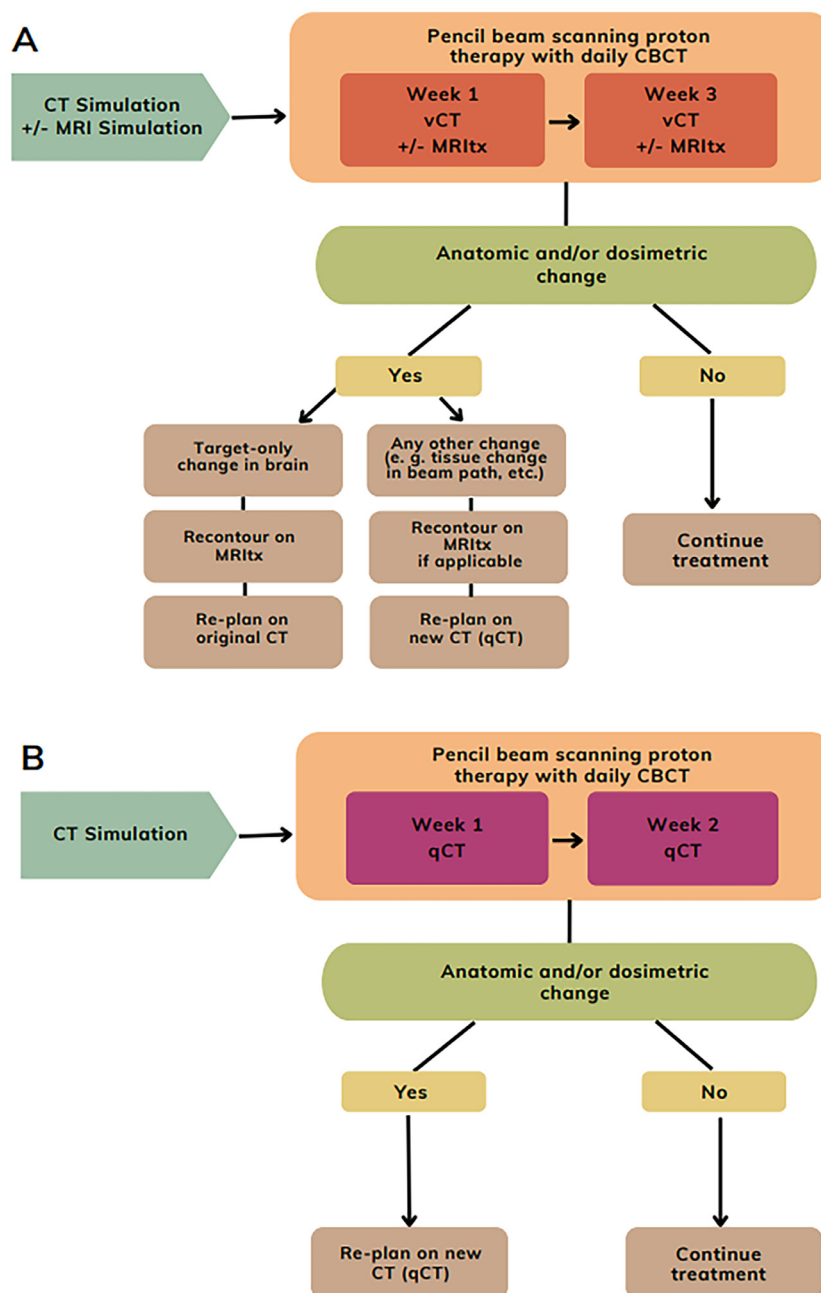 A
Pencil beam scanning proton
therapy with daily CBCT
CT Simulation
+/- MRI Simulation
Week 1
vCT
+/- MRItx
Week 3
vCT
+/- MRItx
Anatomic and/or dosimetric
change
Yes
No
Target-only
change in brain
Any other change
(e. g. tissue change
in beam path, etc.)
Recontour on
MRItx
Recontour on
MRItx
if applicable
Continue
treatment
Re-plan on
original CT
Re-plan on
new CT (qCT)
B
Pencil beam scanning proton
therapy with daily CBCT
CT Simulation
Week 1
qCT
Week 2
qCT
Anatomic and/or dosimetric
change
Yes
No
Re-plan on new
CT (qCT)
Continue
treatment